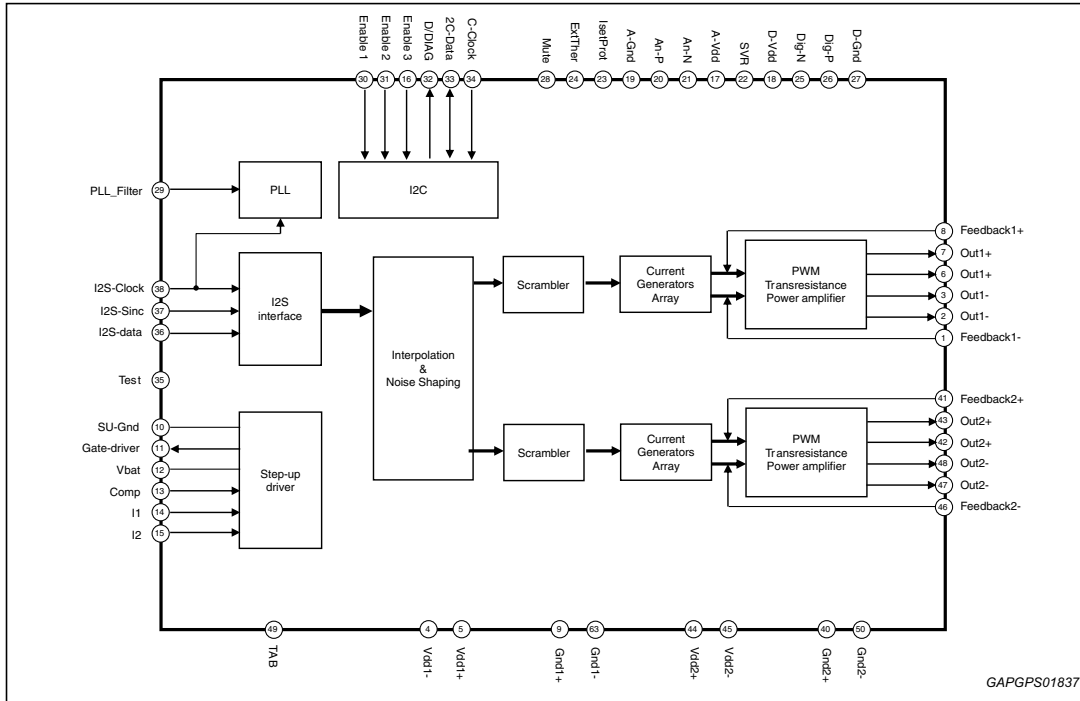 Enable 1
Enable 2
Enable 3
D/DIAG
2C-Data
C-Clock
Mute
ExtTher
IsetProt
A-Gnd
An-P
An-N
A-Vdd
SVR
D-Vdd
Dig-N
Dig-P
D-Gnd
30
31
16
32
33
34
28
24
23
19
20
21
17
22
18
25
26
27
PLL_Filter
29
PLL
I2C
I2S-Clock
38
I2S-Sinc
37
I2S-data
36
I2S
interface
Test
35
SU-Gnd
10
Gate-driver
11
Vbat
12
Comp
13
I1
14
I2
15
Step-up
driver
Interpolation
&
Noise Shaping
Scrambler
Current
Generators
Array
PWM
Transresistance
Power amplifier
8
Feedback1+
7
Out1+
6
Out1+
3
Out1-
2
Out1-
1
Feedback1-
Scrambler
Current
Generators
Array
PWM
Transresistance
Power amplifier
41
Feedback2+
43
Out2+
42
Out2+
48
Out2-
47
Out2-
46
Feedback2-
49
4
5
9
63
44
45
40
50
TAB
Vdd1-
Vdd1+
Gnd1+
Gnd1-
Vdd2+
Vdd2-
Gnd2+
Gnd2-
GAPGPS01837